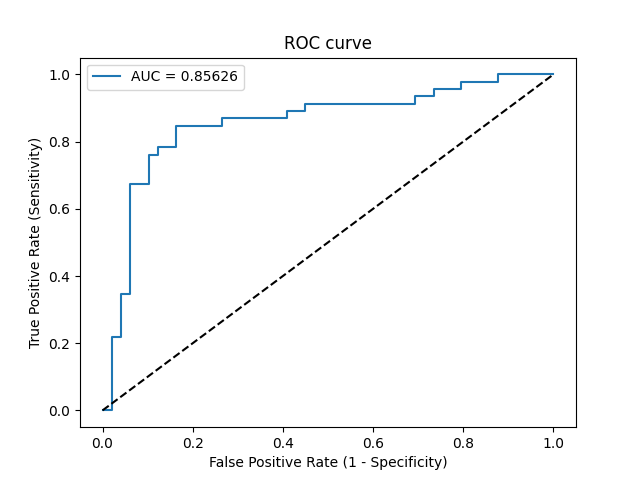 ROC curve
AUC = 0.85626
True Positive Rate (Sensitivity)
1.0
0.8
0.6
0.4
0.2
0.0
0.0 0.2 0.4 0.6 0.8 1.0
False Positive Rate (1 - Specificity)